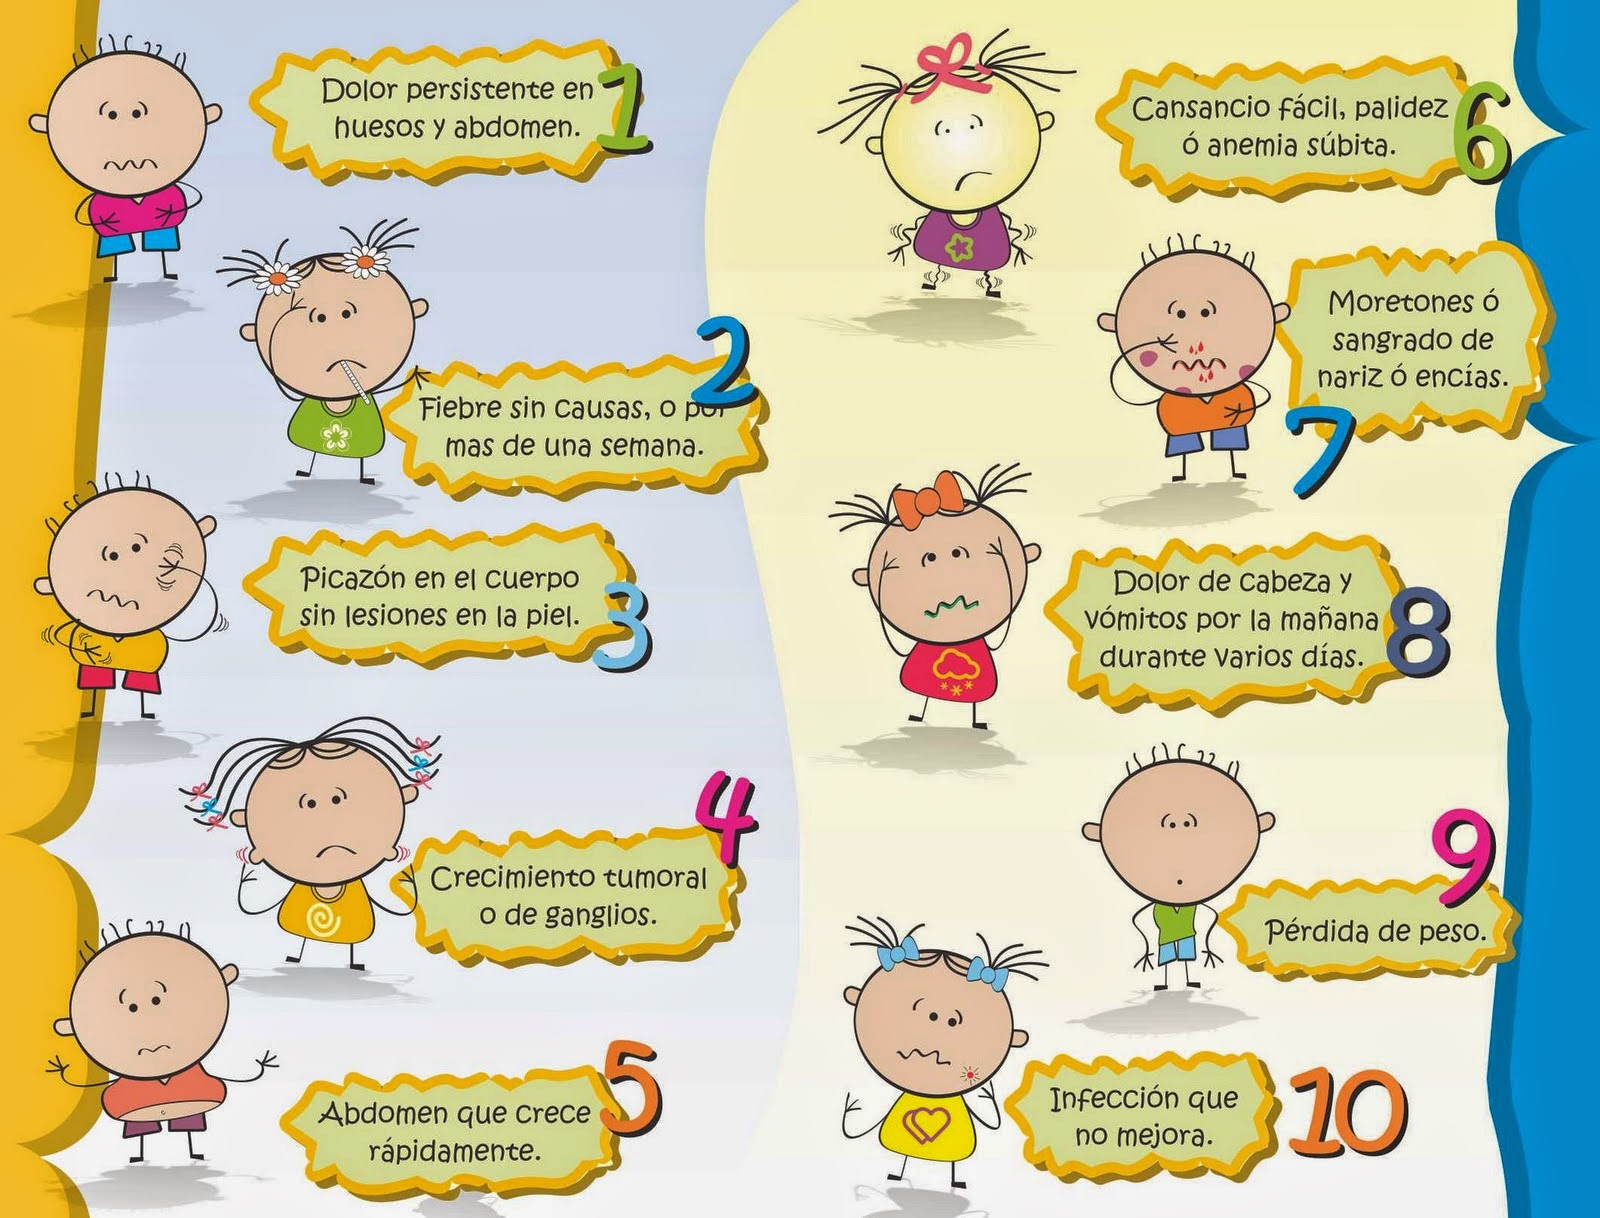 Dolor persistente en
huesos y abdomen.
1
Fiebre sin causas, o por
mas de una semana.
2
Picazón en el cuerpo
sin lesiones en la piel.
3
Crecimiento tumoral
o de ganglios.
4
Abdomen que crece
rápidamente.
5
Cansancio fácil, palidez
ó anemia súbita.
6
Moretones ó
sangrado de
nariz ó encías.
7
Dolor de cabeza y
vómitos por la mañana
durante varios días.
8
Pérdida de peso.
9
Infección que
no mejora.
10